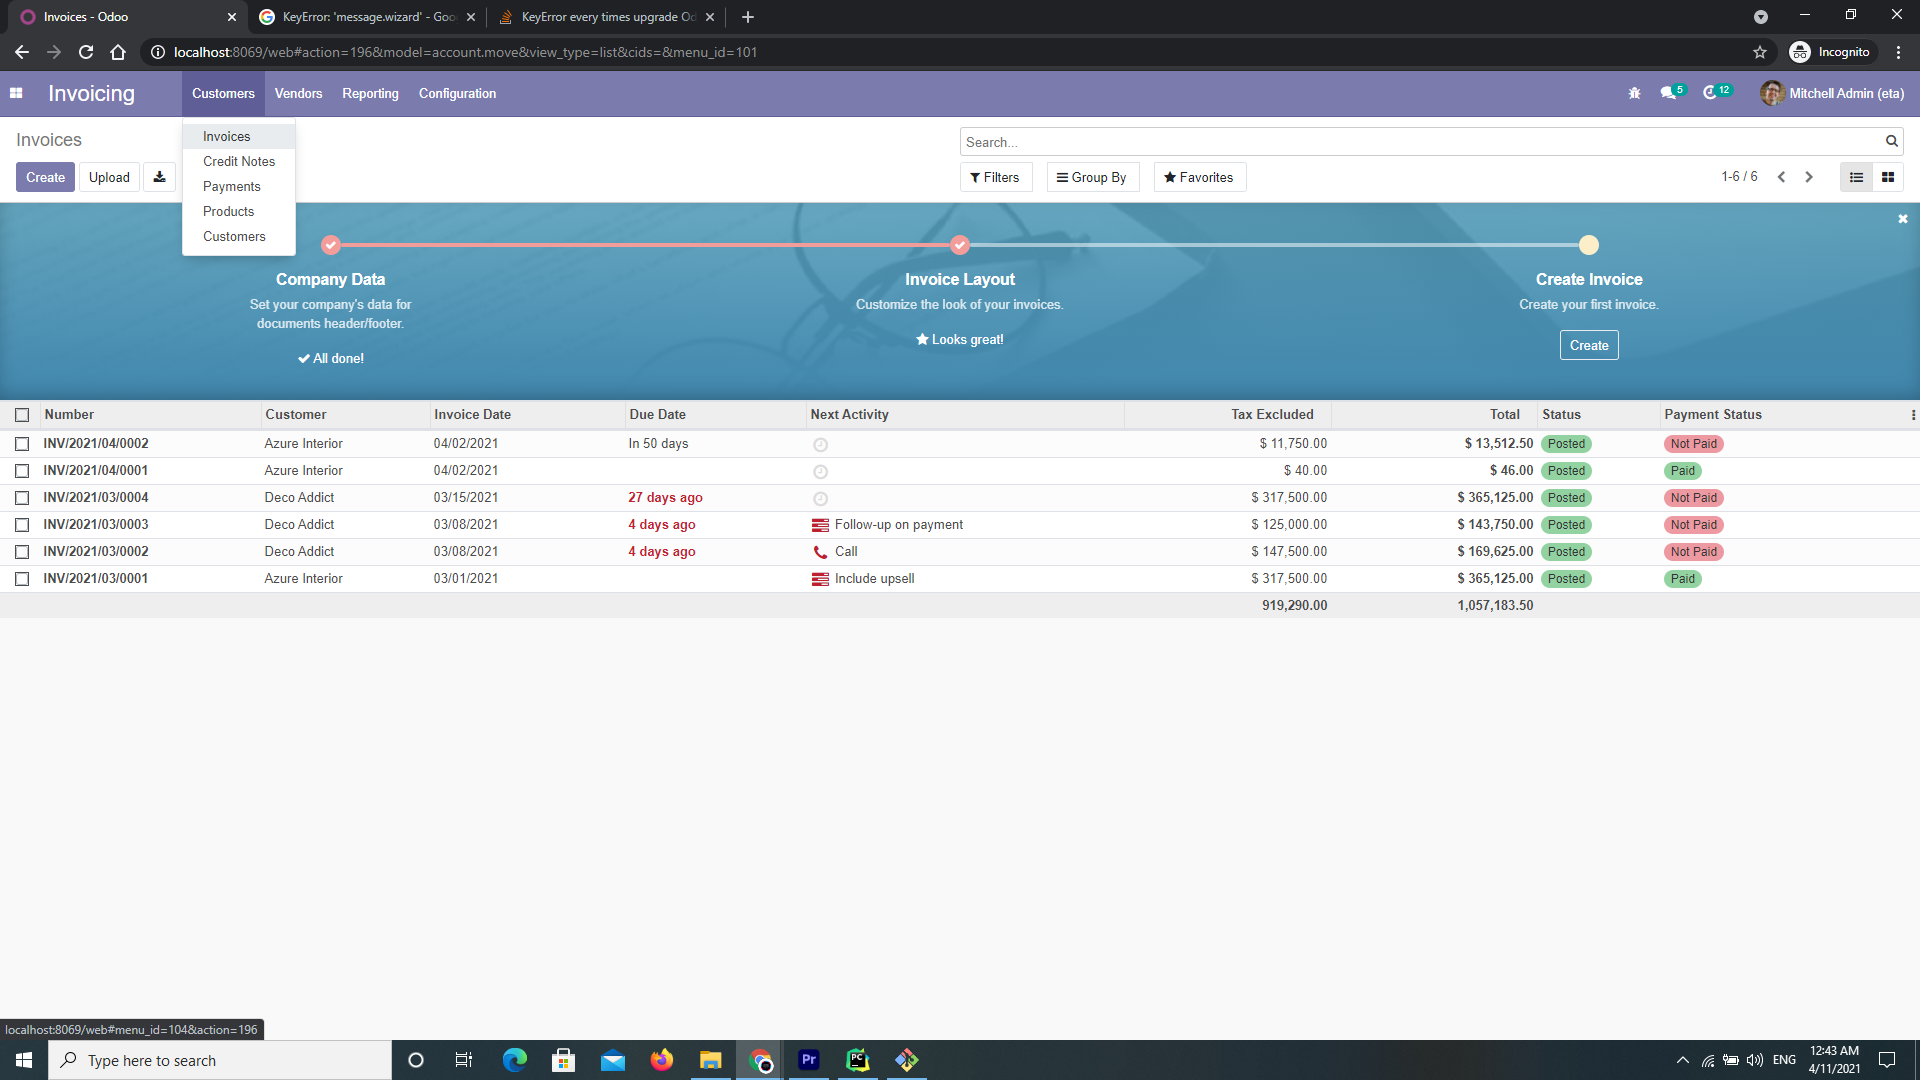 Invoices - Odoo
KeyError: 'message.wizard' - Goo
KeyError every times upgrade Od
localhost:8069/web#action=196&model=account.move&view_type=list&cids=&menu_id=101
Incognito
Invoicing
Customers
Vendors
Reporting
Configuration
5
12
Mitchell Admin (eta)
Invoices
Search...
Create
Upload
Invoices
Credit Notes
Payments
Products
Customers
Filters
Group By
Favorites
1-6 / 6
Company Data
Set your company's data for
documents header/footer.
All done!
Invoice Layout
Customize the look of your invoices.
Looks great!
Create Invoice
Create your first invoice.
Create
Number Customer Invoice Date Due Date Next Activity Tax Excluded Total Status Payment Status
INV/2021/04/0002 Azure Interior 04/02/2021 In 50 days $ 11,750.00 $ 13,512.50 Posted Not Paid
INV/2021/04/0001 Azure Interior 04/02/2021 $ 40.00 $ 46.00 Posted Paid
INV/2021/03/0004 Deco Addict 03/15/2021 27 days ago $ 317,500.00 $ 365,125.00 Posted Not Paid
INV/2021/03/0003 Deco Addict 03/08/2021 4 days ago Follow-up on payment $ 125,000.00 $ 143,750.00 Posted Not Paid
INV/2021/03/0002 Deco Addict 03/08/2021 4 days ago Call $ 147,500.00 $ 169,625.00 Posted Not Paid
INV/2021/03/0001 Azure Interior 03/01/2021 Include upsell $ 317,500.00 $ 365,125.00 Posted Paid
919,290.00 1,057,183.50
localhost:8069/web#menu_id=104&action=196
Type here to search
Pr
PC
ENG
12:43 AM
4/11/2021